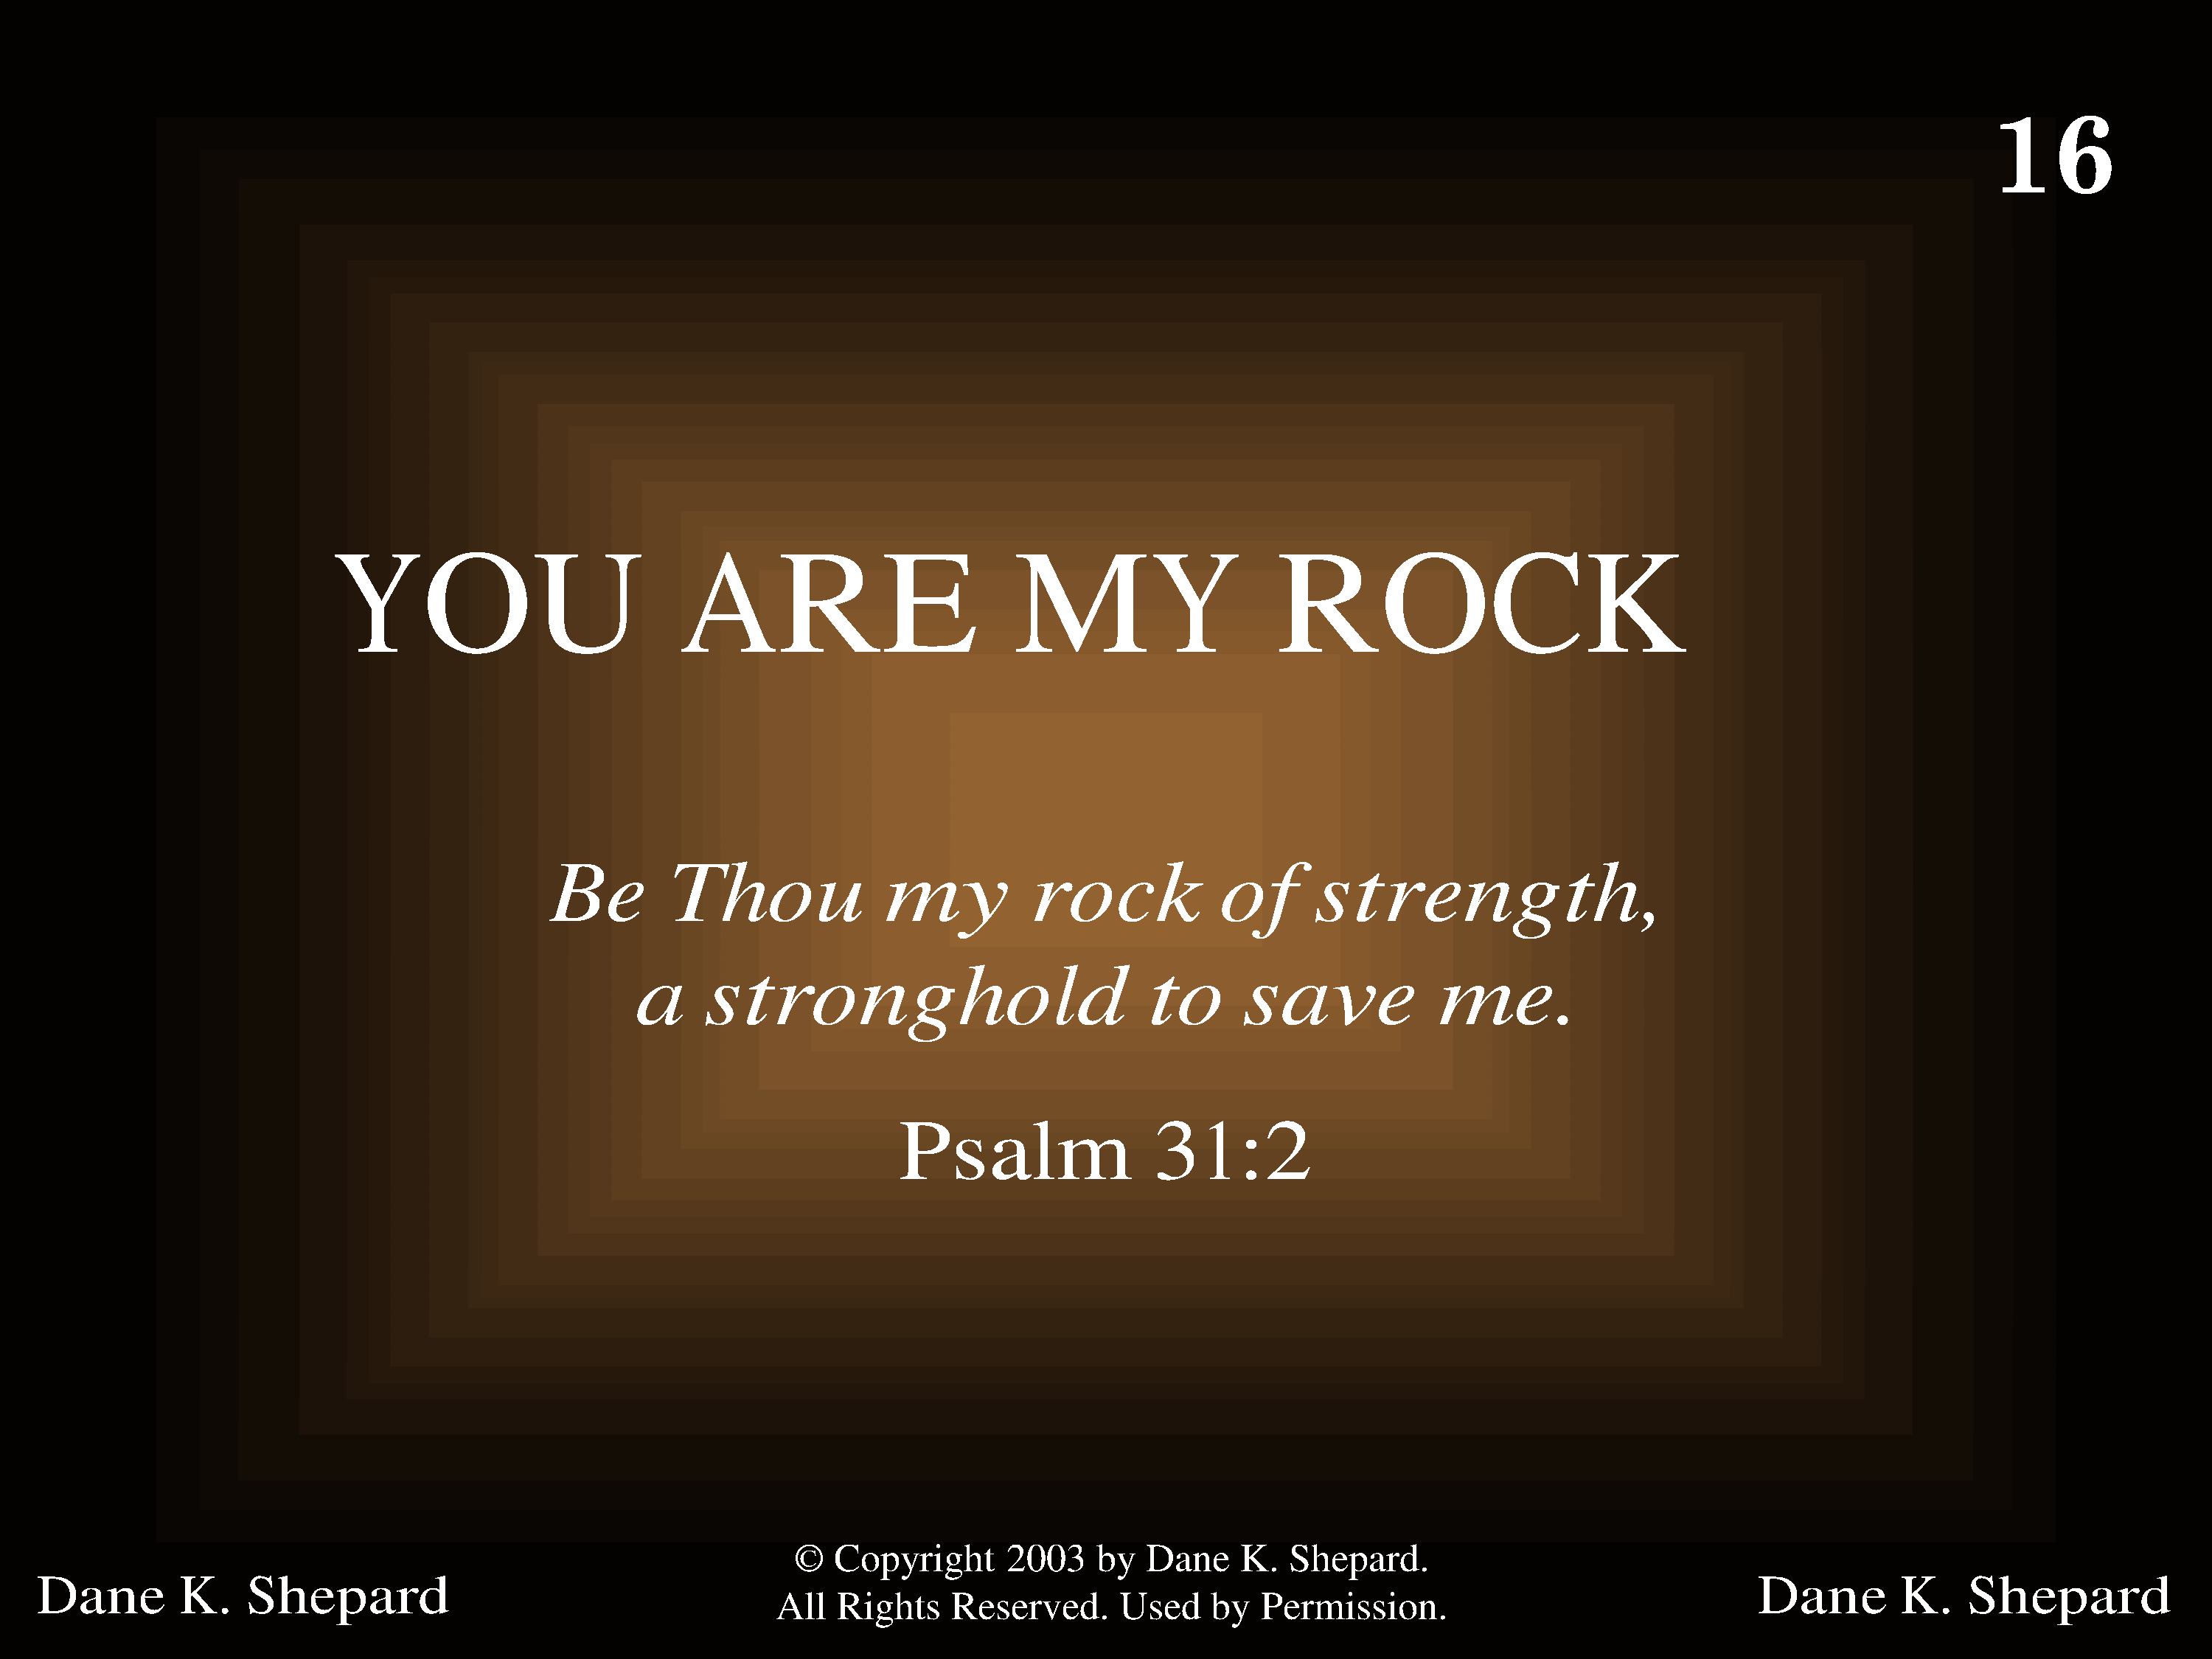 16
YOU ARE MY ROCK
Be Thou my rock of strength,
a stronghold to save me.
Psalm 31:2
© Copyright 2003 by Dane K. Shepard.
All Rights Reserved. Used by Permission.
Dane K. Shepard
Dane K. Shepard